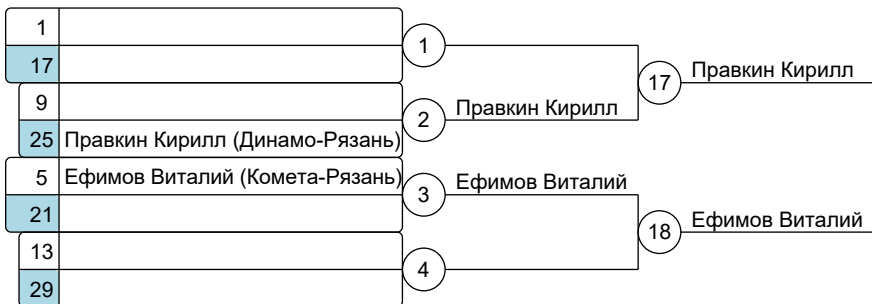 1
17
1
9
25 Правкин Кирилл (Динамо-Рязань)
2 Правкин Кирилл
17 Правкин Кирилл
5 Ефимов Виталий (Комета-Рязань)
21
3 Ефимов Виталий
13
29
4
18 Ефимов Виталий